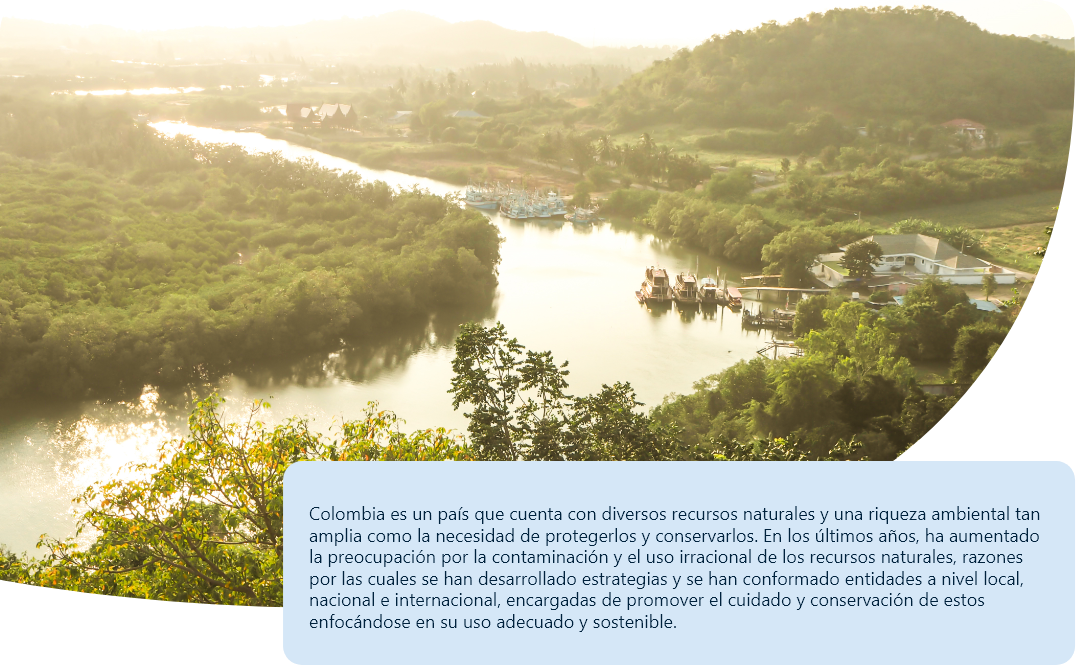 Colombia es un país que cuenta con diversos recursos naturales y una riqueza ambiental tan
amplia como la necesidad de protegerlos y conservarlos. En los últimos años, ha aumentado
la preocupación por la contaminación y el uso irracional de los recursos naturales, razones
por las cuales se han desarrollado estrategias y se han conformado entidades a nivel local,
nacional e internacional, encargadas de promover el cuidado y conservación de estos
enfocándose en su uso adecuado y sostenible.